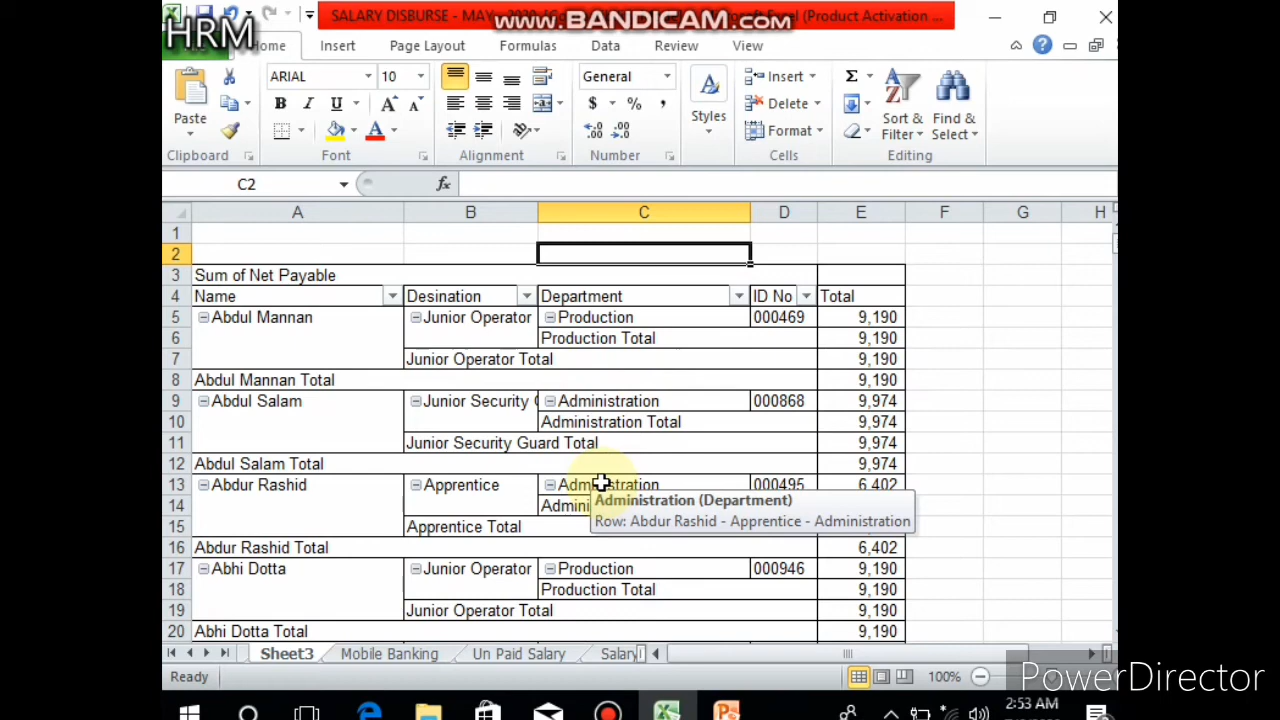 HRM
SALARY DISBURSE - MAY
www.BANDICAM.com
(Product Activation ...
Home Insert Page Layout Formulas Data Review View
Paste
ARIAL 10
B I U
A A
General
$ % ,
Styles
Insert
Delete
Format
Sort & Filter
Find & Select
Clipboard Font Alignment Number Cells Editing
C2 fx
A B C D E F G H
1
2
3 Sum of Net Payable
4 Name Desination Department ID No Total
5 Abdul Mannan Junior Operator Production 000469 9,190
6 Production Total 9,190
7 Junior Operator Total 9,190
8 Abdul Mannan Total 9,190
9 Abdul Salam Junior Security Administration 000868 9,974
10 Administration Total 9,974
11 Junior Security Guard Total 9,974
12 Abdul Salam Total 9,974
13 Abdur Rashid Apprentice Administration 000495 6,402
14 Admini
Administration (Department)
Row: Abdur Rashid - Apprentice - Administration
15 Apprentice Total
16 Abdur Rashid Total 6,402
17 Abhi Dotta Junior Operator Production 000946 9,190
18 Production Total 9,190
19 Junior Operator Total 9,190
20 Abhi Dotta Total 9,190
Sheet3 Mobile Banking Un Paid Salary Salary
Ready 100%
PowerDirector
2:53 AM